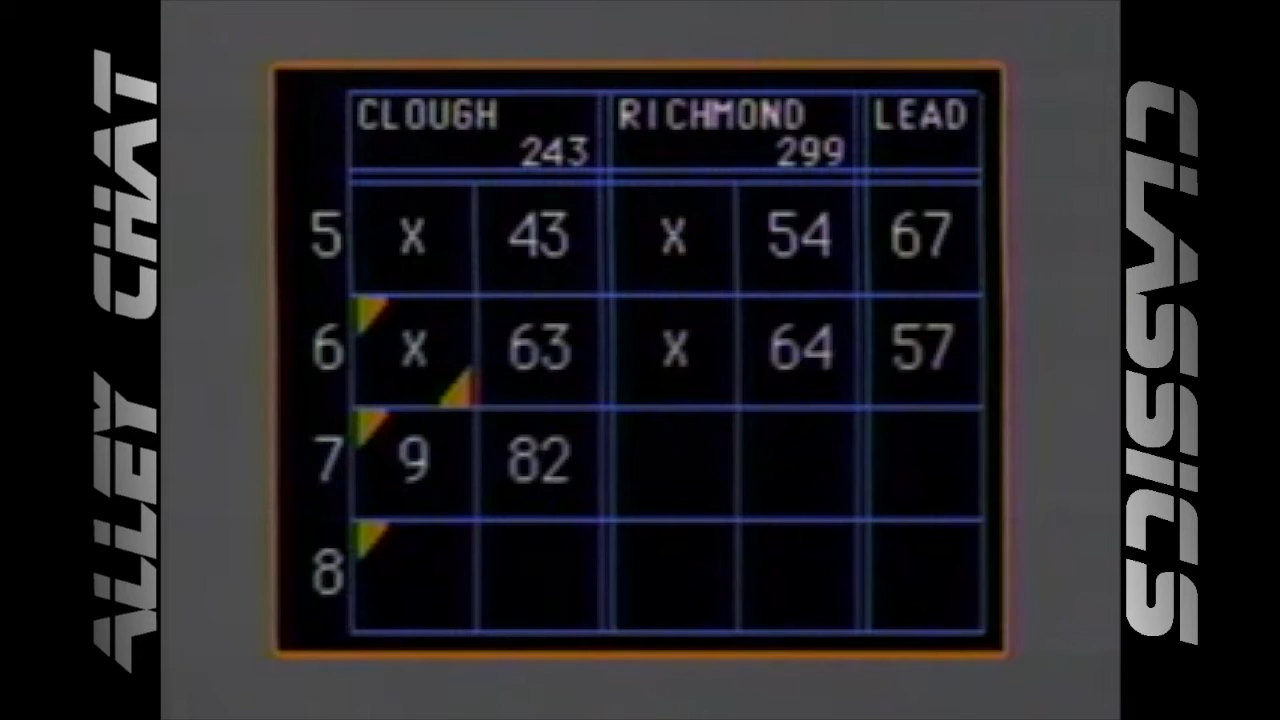 ALLEY CHAT
CLOUGH RICHMOND LEAD
243 299
5 X 43 X 54 67
6 X 63 X 64 57
7 9 82
8
CLASSICS